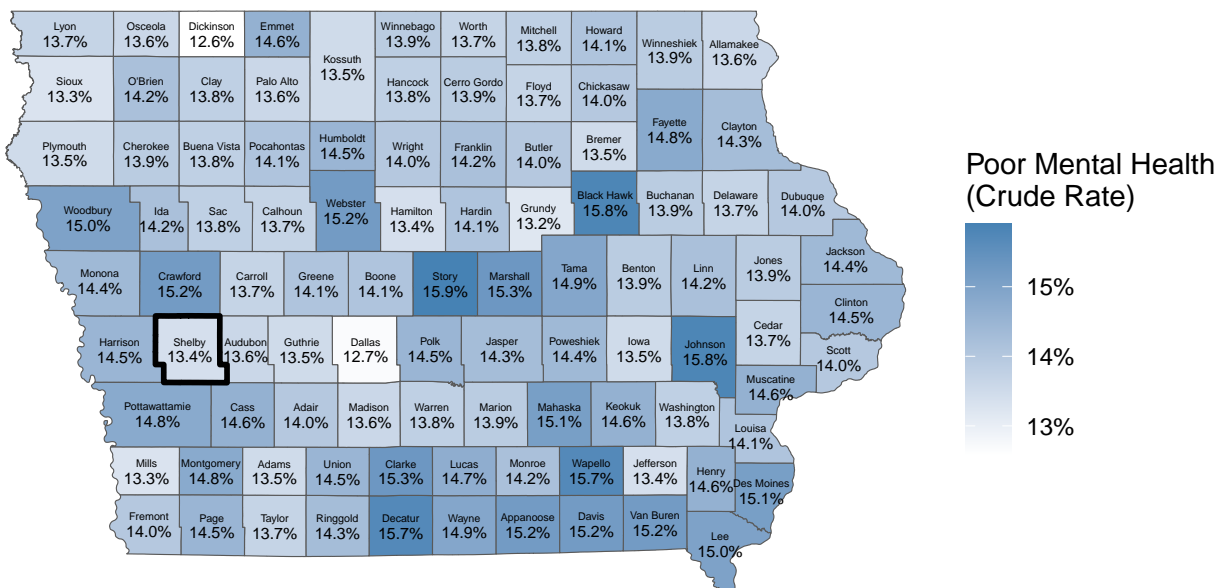 Lyon
13.7%
Osceola
13.6%
Dickinson
12.6%
Emmet
14.6%
Kossuth
13.5%
Winnebago
13.9%
Worth
13.7%
Mitchell
13.8%
Howard
14.1%
Winneshiek
13.9%
Allamakee
13.6%
Sioux
13.3%
O'Brien
14.2%
Clay
13.8%
Palo Alto
13.6%
Hancock
13.8%
Cerro Gordo
13.9%
Floyd
13.7%
Chickasaw
14.0%
Fayette
14.8%
Clayton
14.3%
Plymouth
13.5%
Cherokee
13.9%
Buena Vista
13.8%
Pocahontas
14.1%
Humboldt
14.5%
Wright
14.0%
Franklin
14.2%
Butler
14.0%
Bremer
13.5%
Woodbury
15.0%
Ida
14.2%
Sac
13.8%
Calhoun
13.7%
Webster
15.2%
Hamilton
13.4%
Hardin
14.1%
Grundy
13.2%
Black Hawk
15.8%
Buchanan
13.9%
Delaware
13.7%
Dubuque
14.0%
Monona
14.4%
Crawford
15.2%
Carroll
13.7%
Greene
14.1%
Boone
14.1%
Story
15.9%
Marshall
15.3%
Tama
14.9%
Benton
13.9%
Linn
14.2%
Jones
13.9%
Jackson
14.4%
Clinton
14.5%
Harrison
14.5%
Shelby
13.4%
Audubon
13.6%
Guthrie
13.5%
Dallas
12.7%
Polk
14.5%
Jasper
14.3%
Poweshiek
14.4%
Iowa
13.5%
Johnson
15.8%
Cedar
13.7%
Scott
14.0%
Muscatine
14.6%
Pottawattamie
14.8%
Cass
14.6%
Adair
14.0%
Madison
13.6%
Warren
13.8%
Marion
13.9%
Mahaska
15.1%
Keokuk
14.6%
Washington
13.8%
Louisa
14.1%
Mills
13.3%
Montgomery
14.8%
Adams
13.5%
Union
14.5%
Clarke
15.3%
Lucas
14.7%
Monroe
14.2%
Wapello
15.7%
Jefferson
13.4%
Henry
14.6%
Des Moines
15.1%
Fremont
14.0%
Page
14.5%
Taylor
13.7%
Ringgold
14.3%
Decatur
15.7%
Wayne
14.9%
Appanoose
15.2%
Davis
15.2%
Van Buren
15.2%
Lee
15.0%
Poor Mental Health
(Crude Rate)
15%
14%
13%